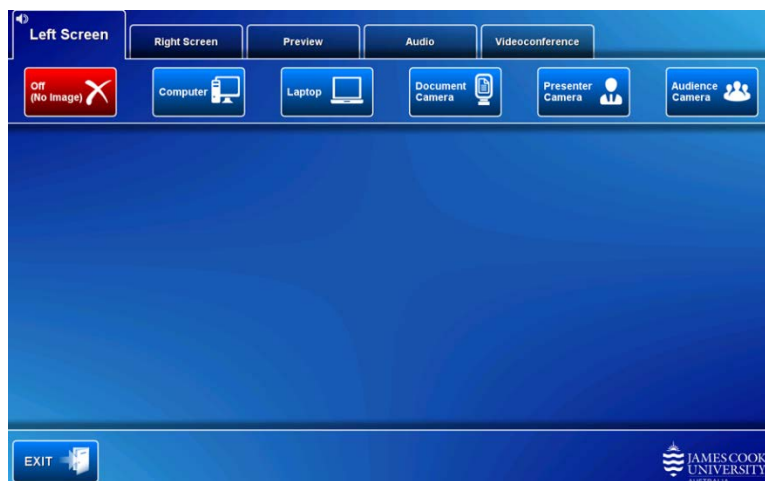 Left Screen
Right Screen
Preview
Audio
Videoconference
Off
(No Image)
Computer
Laptop
Document
Camera
Presenter
Camera
Audience
Camera
EXIT
JAMES COOK
UNIVERSITY
AUSTRALIA